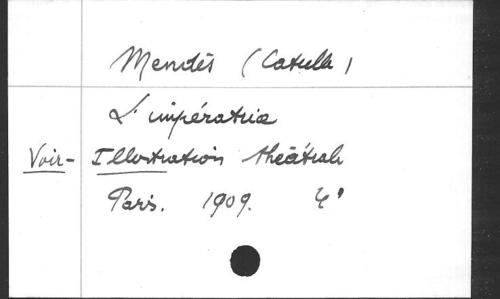 Mendès (Catulle)
L'impératrice
Voir - Illustration théâtrale
Paris. 1909. 4°